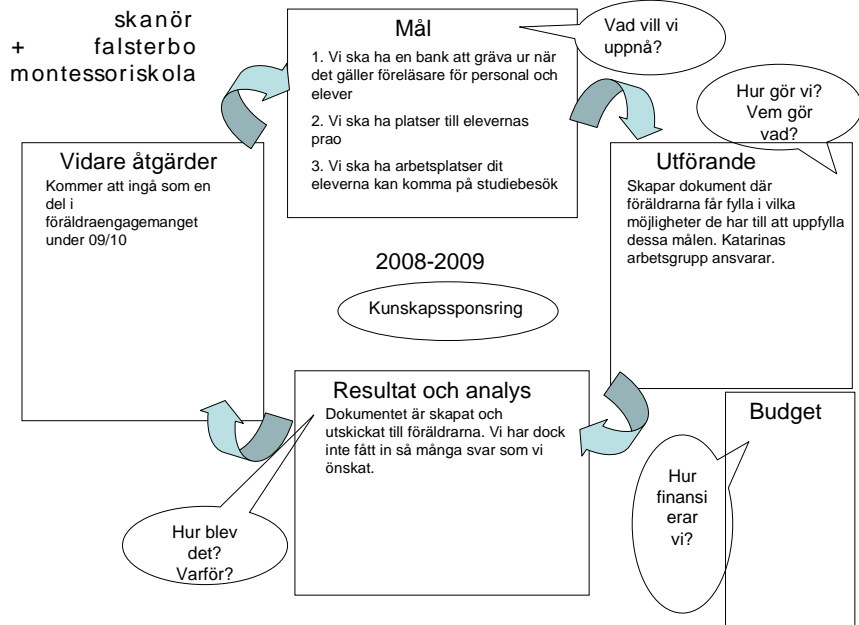 skanör
+ falsterbo
montessoriskola
Mål
1. Vi ska ha en bank att gräva ur när
det gäller föreläsare för personal och
elever
2. Vi ska ha platser till elevernas
prao
3. Vi ska ha arbetsplatser dit
eleverna kan komma på studiebesök
Vad vill vi
uppnå?
Hur gör vi?
Vem gör
vad?
Vidare åtgärder
Kommer att ingå som en
del i
föräldraengagemanget
under 09/10
Utförande
Skapar dokument där
föräldrarna får fylla i vilka
möjligheter de har till att uppfylla
dessa målen. Katarinas
arbetsgrupp ansvarar.
2008-2009
Kunskapssponsring
Resultat och analys
Dokumentet är skapat och
utskickat till föräldrarna. Vi har dock
inte fått in så många svar som vi
önskat.
Hur blev
det?
Varför?
Budget
Hur
finansi
erar
vi?